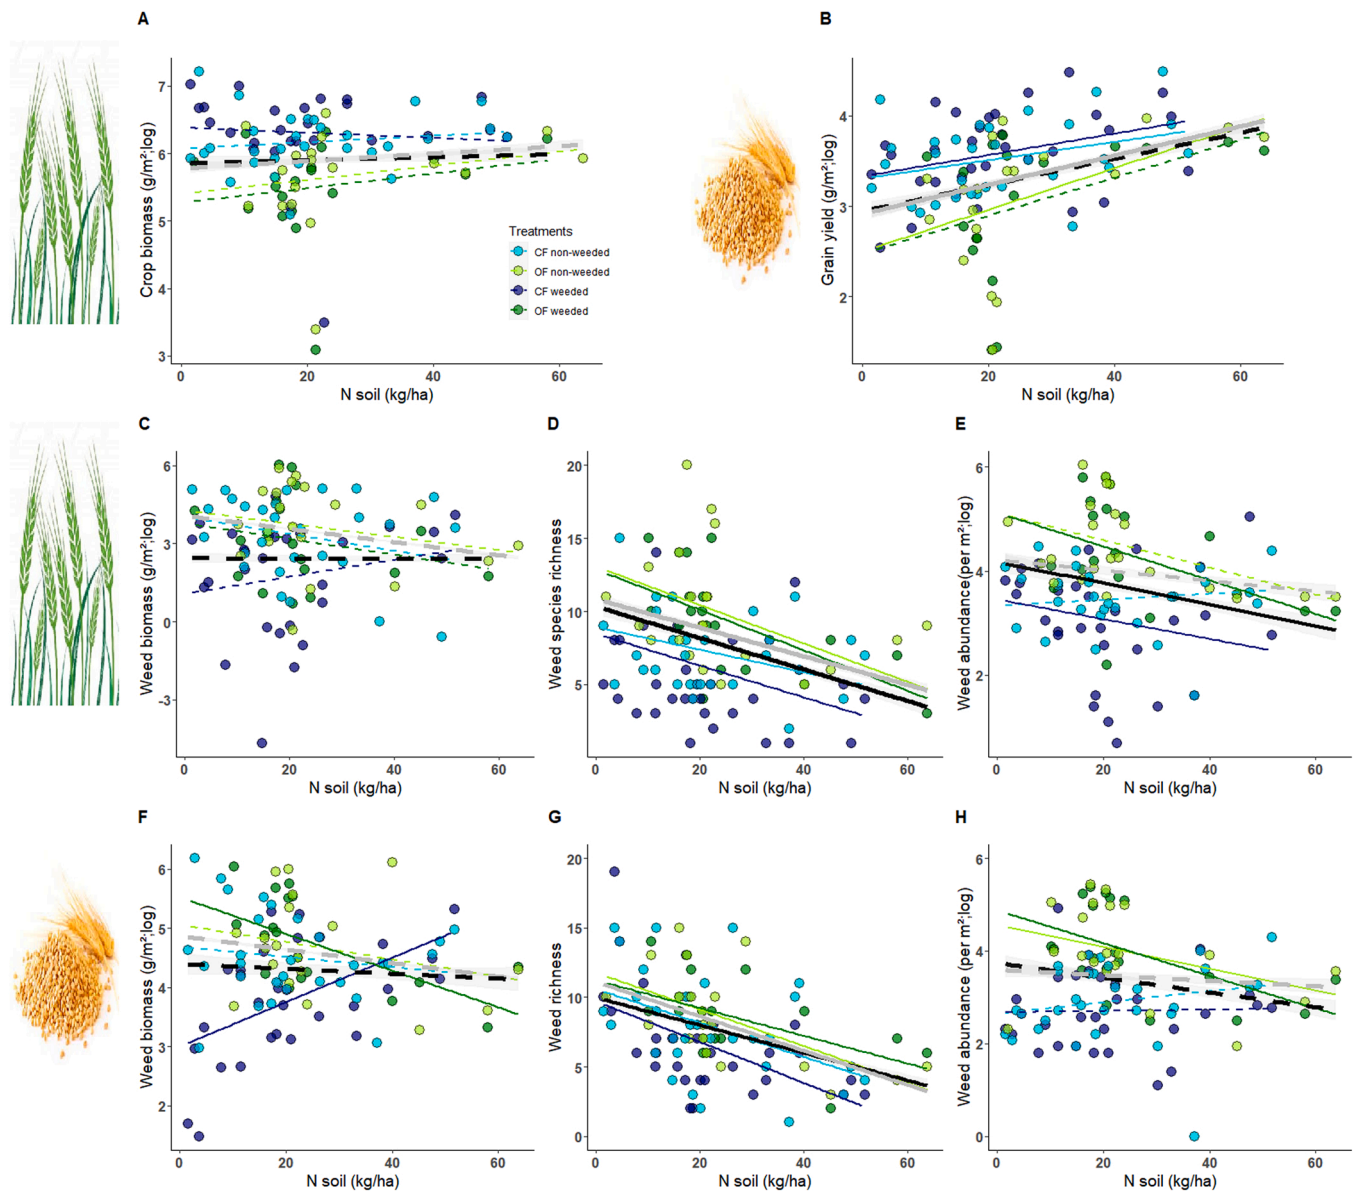 A
B
Crop biomass (g/m²;log)
7
6
5
4
3
0
20
40
60
N soil (kg/ha)
Treatments
CF non-weeded
OF non-weeded
CF weeded
OF weeded
Grain yield (g/m²;log)
4
3
2
0
20
40
60
N soil (kg/ha)
C
D
E
Weed biomass (g/m²;log)
6
3
0
-3
0
20
40
60
N soil (kg/ha)
Weed species richness
20
15
10
5
0
20
40
60
N soil (kg/ha)
Weed abundance(per m²;log)
6
4
2
0
20
40
60
N soil (kg/ha)
F
G
H
Weed biomass (g/m²;log)
6
5
4
3
2
0
20
40
60
N soil (kg/ha)
Weed richness
20
15
10
5
0
0
20
40
60
N soil (kg/ha)
Weed abundance (per m²;log)
6
4
2
0
0
20
40
60
N soil (kg/ha)